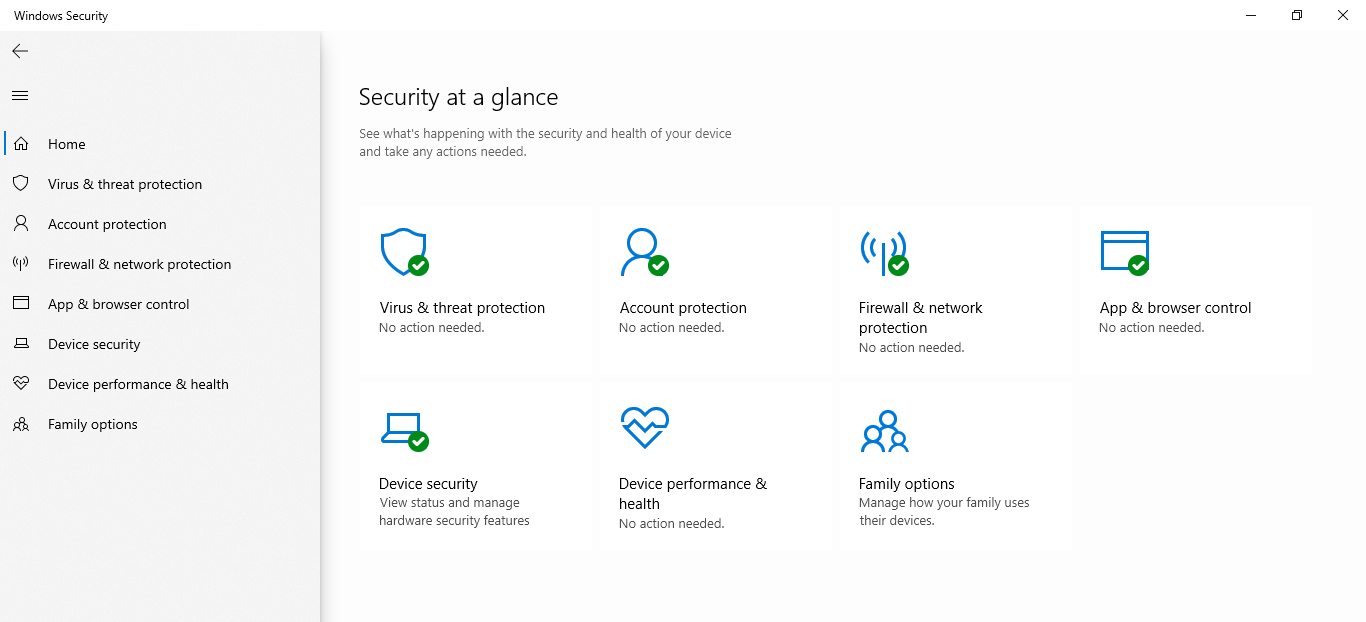 Windows Security
Home
Virus & threat protection
Account protection
Firewall & network protection
App & browser control
Device security
Device performance & health
Family options
Security at a glance
See what's happening with the security and health of your device
and take any actions needed.
Virus & threat protection
No action needed.
Account protection
No action needed.
Firewall & network
protection
No action needed.
App & browser control
No action needed.
Device security
View status and manage
hardware security features
Device performance &
health
No action needed.
Family options
Manage how your family uses
their devices.